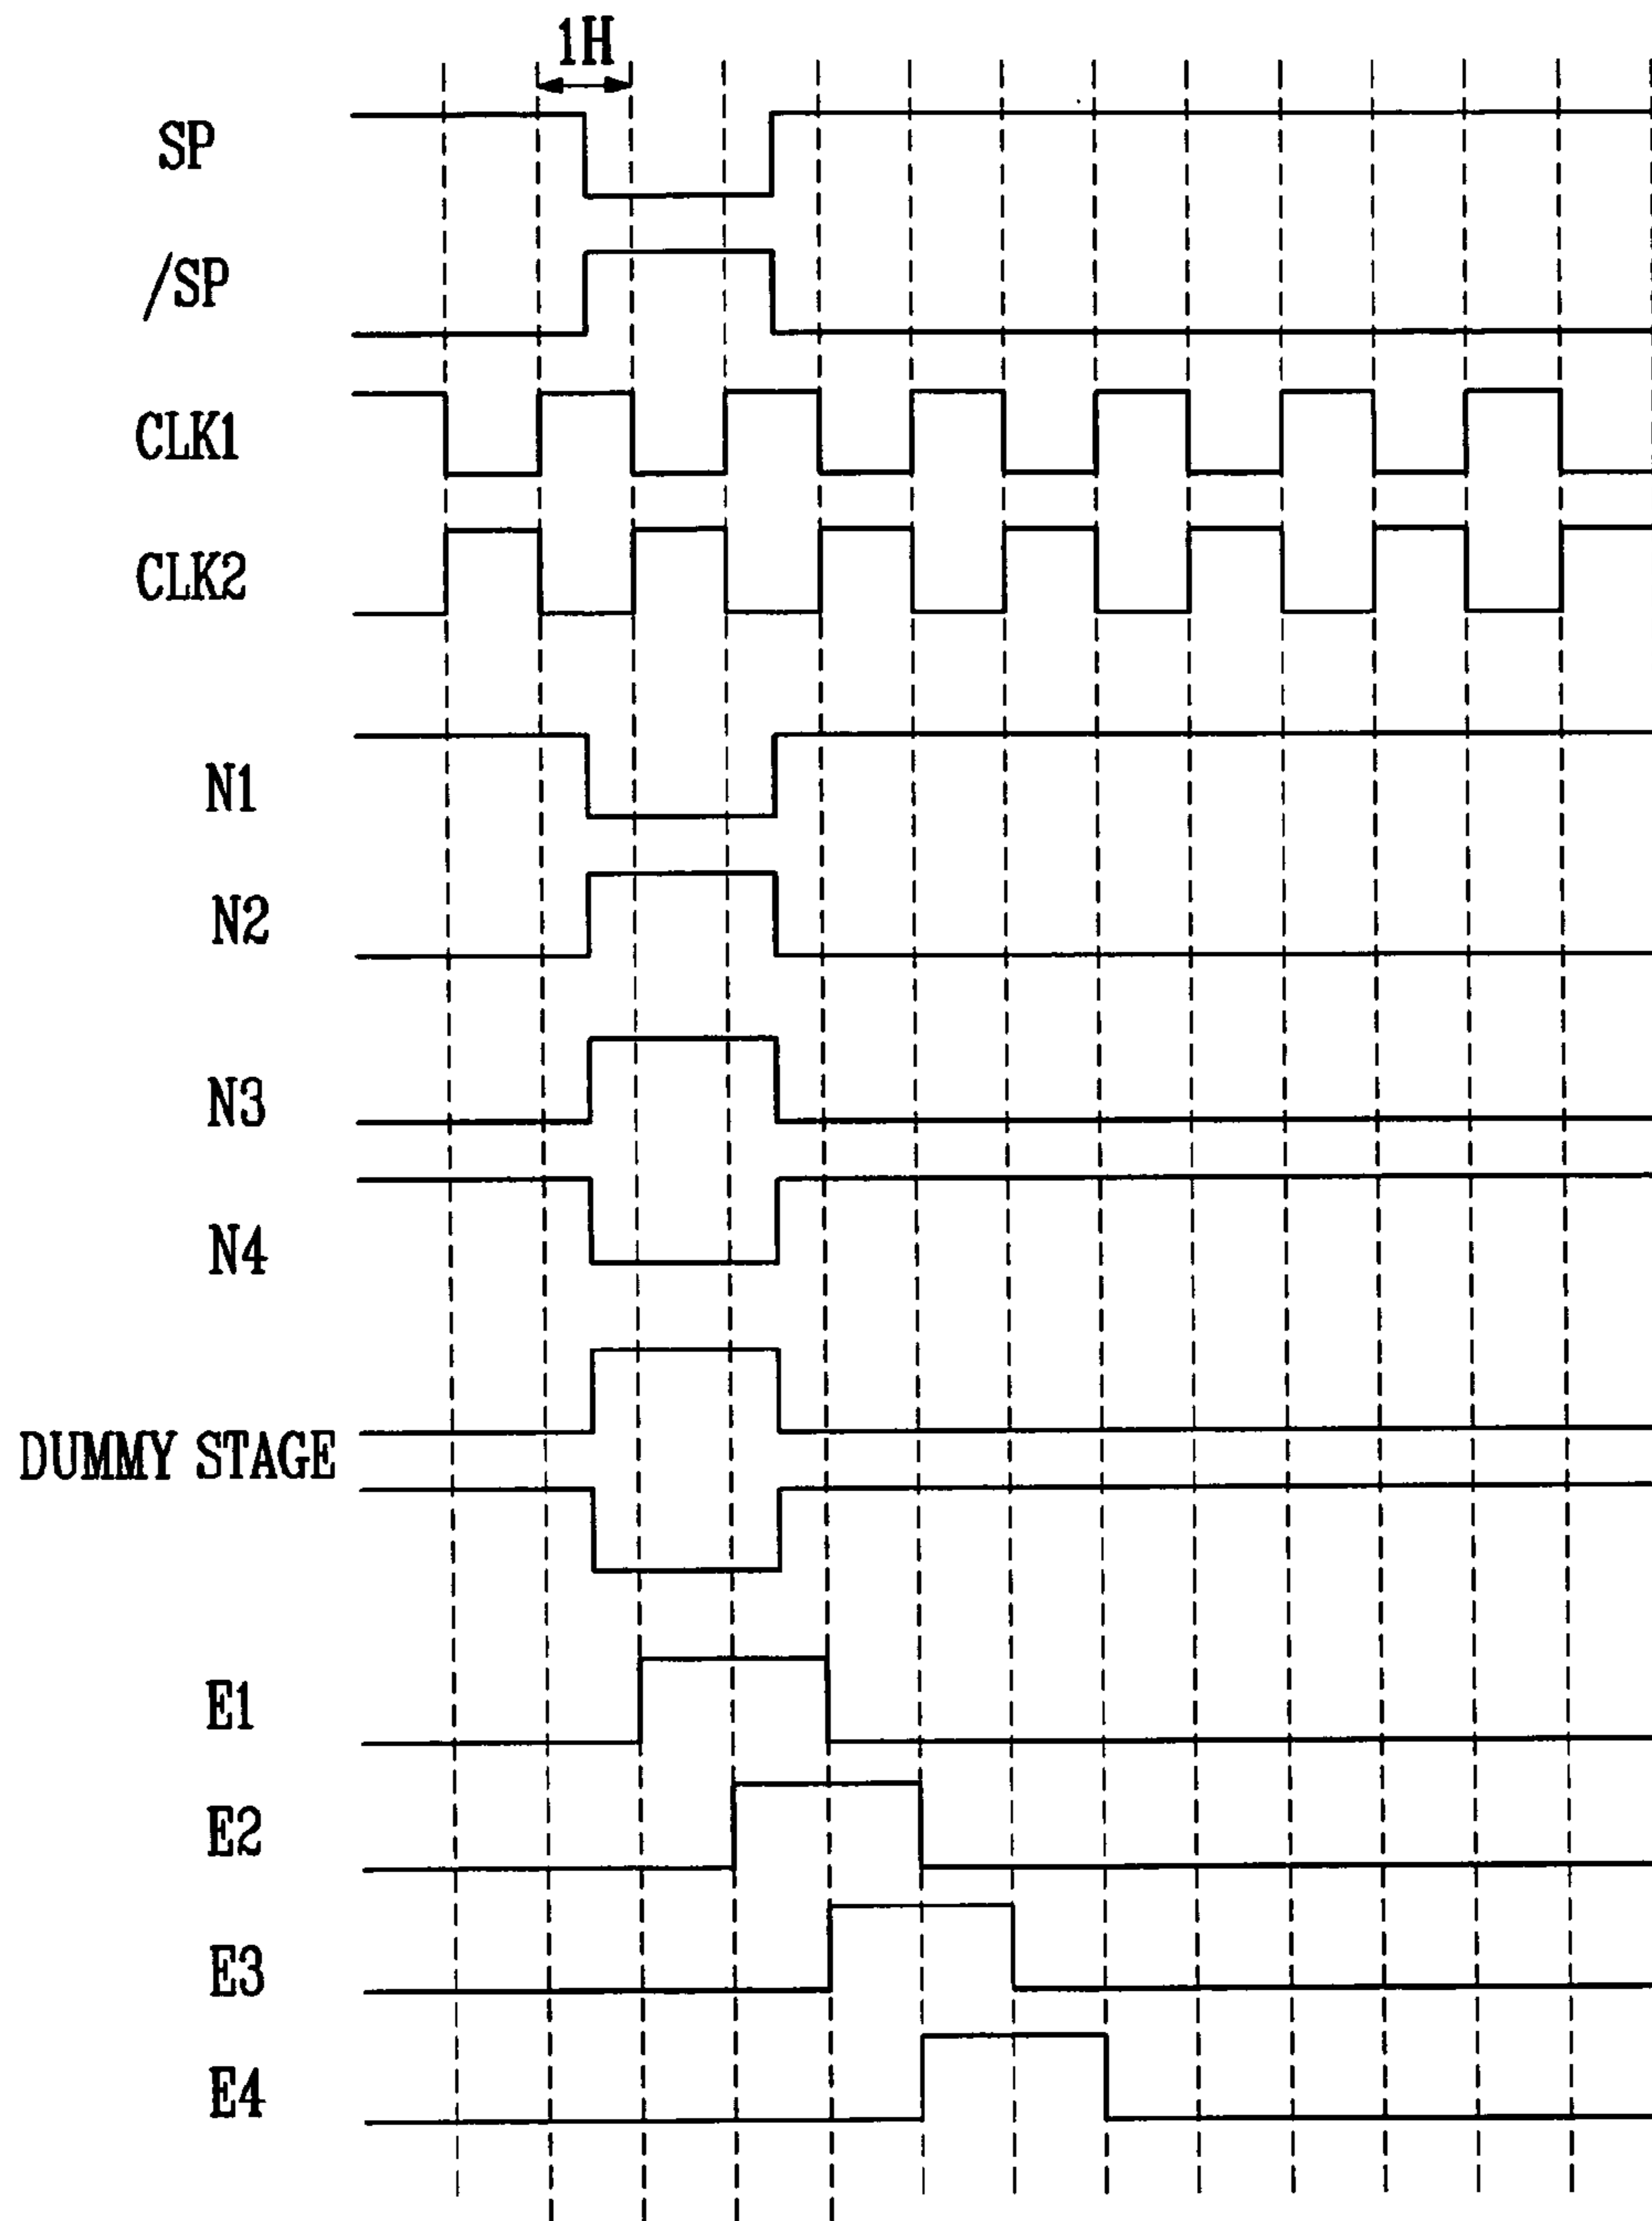 1H
SP
/SP
CLK1
CLK2
N1
N2
N3
N4
DUMMY STAGE
E1
E2
E3
E4